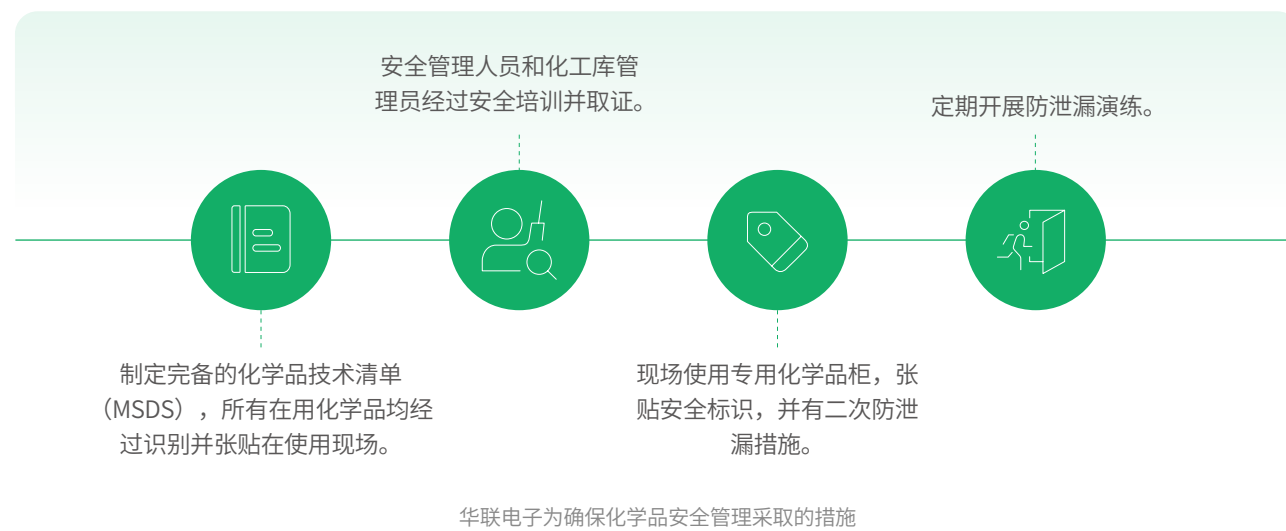 安全管理人员和化工库管
理员经过安全培训并取证。
定期开展防泄漏演练。
制定完备的化学品技术清单
（MSDS），所有在用化学品均经
过识别并张贴在使用现场。
现场使用专用化学品柜，张
贴安全标识，并有二次防泄
漏措施。
华联电子为确保化学品安全管理采取的措施